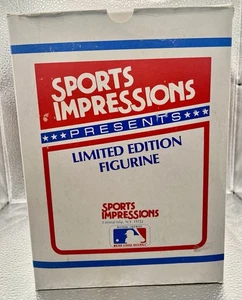 SPORTS
IMPRESSIONS
PRESENTS
LIMITED EDITION
FIGURINE
SPORTS
IMPRESSIONS